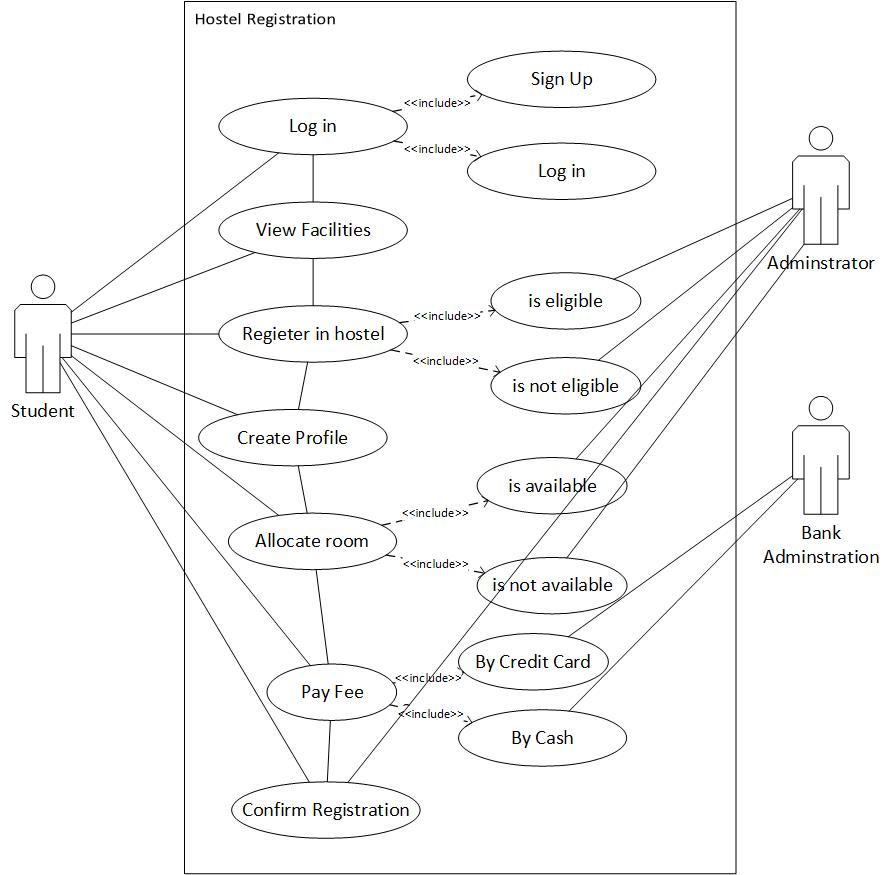 Hostel Registration
Sign Up
<<include>>
Log in
<<include>>
Log in
View Facilities
is eligible
<<include>>
Regieter in hostel
<<include>>
is not eligible
Adminstrator
Student
Create Profile
is available
<<include>>
Allocate room
<<include>>
is not available
Bank
Adminstration
By Credit Card
<<include>>
Pay Fee
<<include>>
By Cash
Confirm Registration